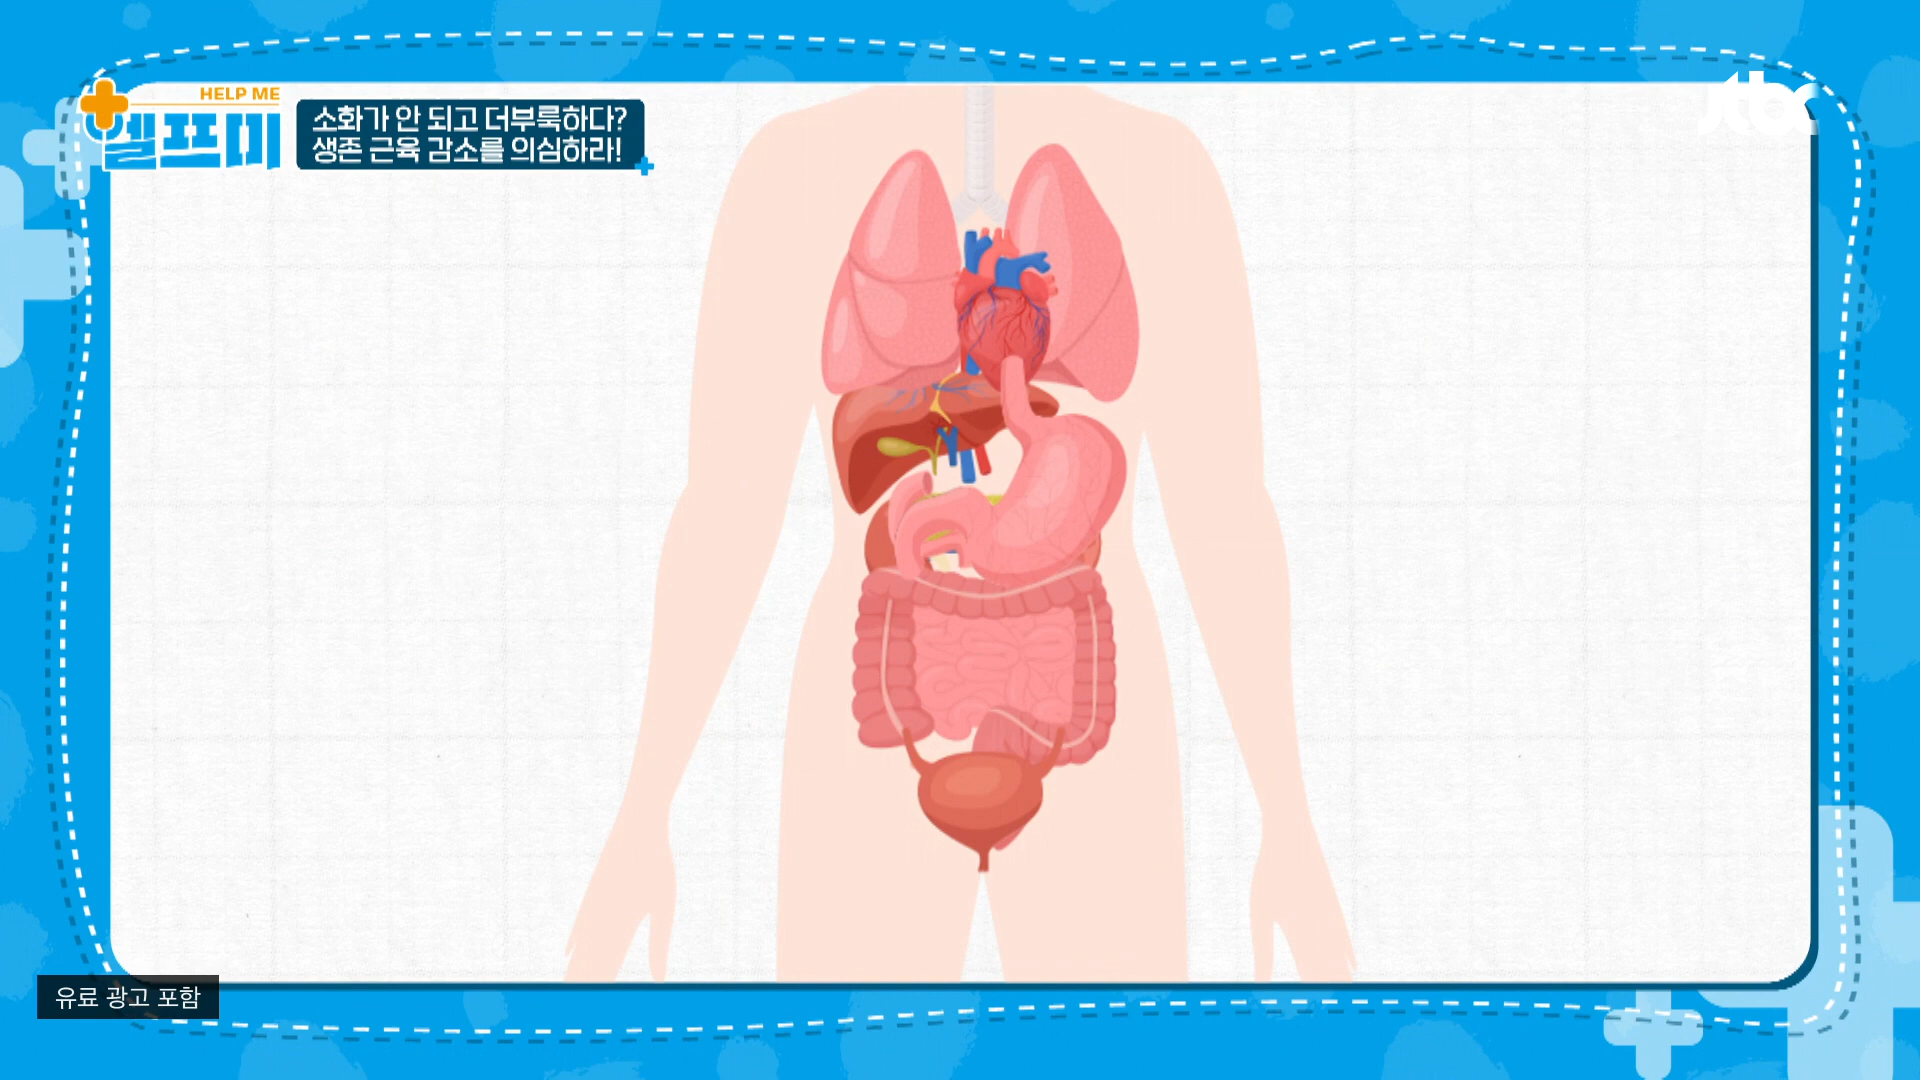 HELP ME
헬프미
소화가 안 되고 더부룩하다?
생존 근육 감소를 의심하라!
jtbc
유료 광고 포함